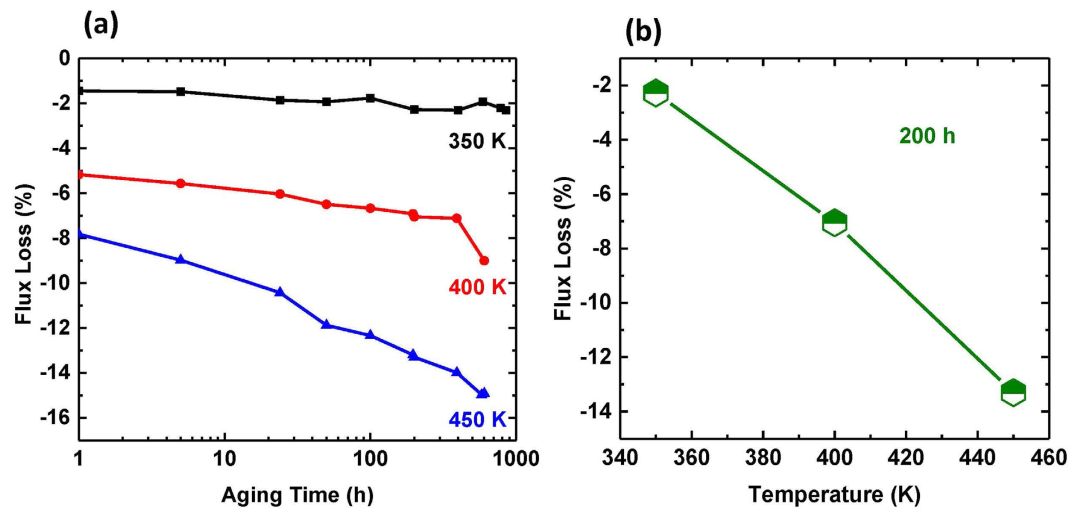 (a)
0
-2
-4
-6
-8
-10
-12
-14
-16
Flux Loss (%)
350 K
400 K
450 K
1
10
100
1000
Aging Time (h)
(b)
-2
-4
-6
-8
-10
-12
-14
Flux Loss (%)
200 h
340
360
380
400
420
440
460
Temperature (K)